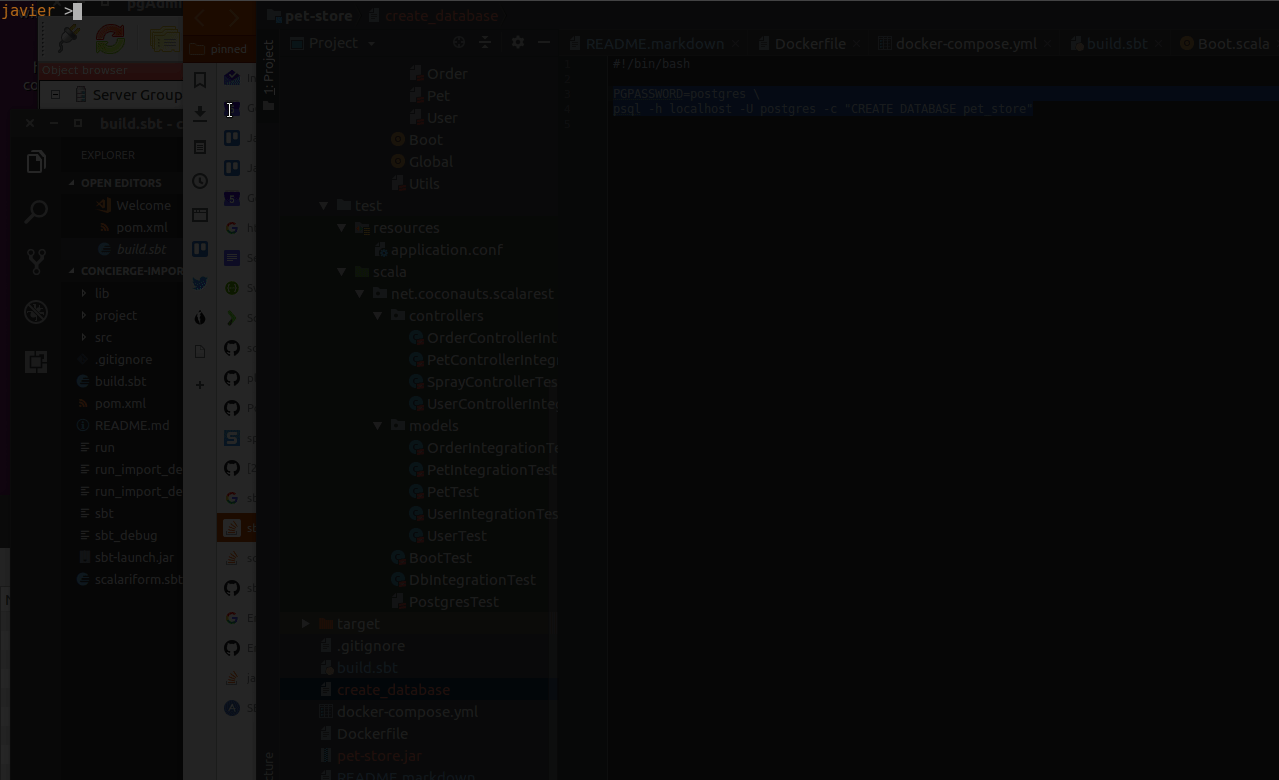 javier >
pgAdmi
Object browser
Server Group
build.sbt - c
EXPLORER
OPEN EDITORS
Welcome
pom.xml
build.sbt
CONCIERGE-IMPOR
lib
project
src
.gitignore
build.sbt
pom.xml
README.md
run
run_import_de
run_import_de
sbt
sbt_debug
sbt-launch.jar
scalariform.sbt
pinned
pet-store create_database
1: Project
Project
Order
Pet
User
Boot
Global
Utils
test
resources
application.conf
scala
net.coconauts.scalarest
controllers
OrderControllerInt
PetControllerInteg
SprayControllerTes
UserControllerInte
models
OrderIntegrationTe
PetIntegrationTest
PetTest
UserIntegrationTes
UserTest
BootTest
DbIntegrationTest
PostgresTest
target
.gitignore
build.sbt
create_database
docker-compose.yml
Dockerfile
pet-store.jar
README.markdown
README.markdown Dockerfile docker-compose.yml build.sbt Boot.scala
#!/bin/bash
PGPASSWORD=postgres \
psql -h localhost -U postgres -c "CREATE DATABASE pet_store"